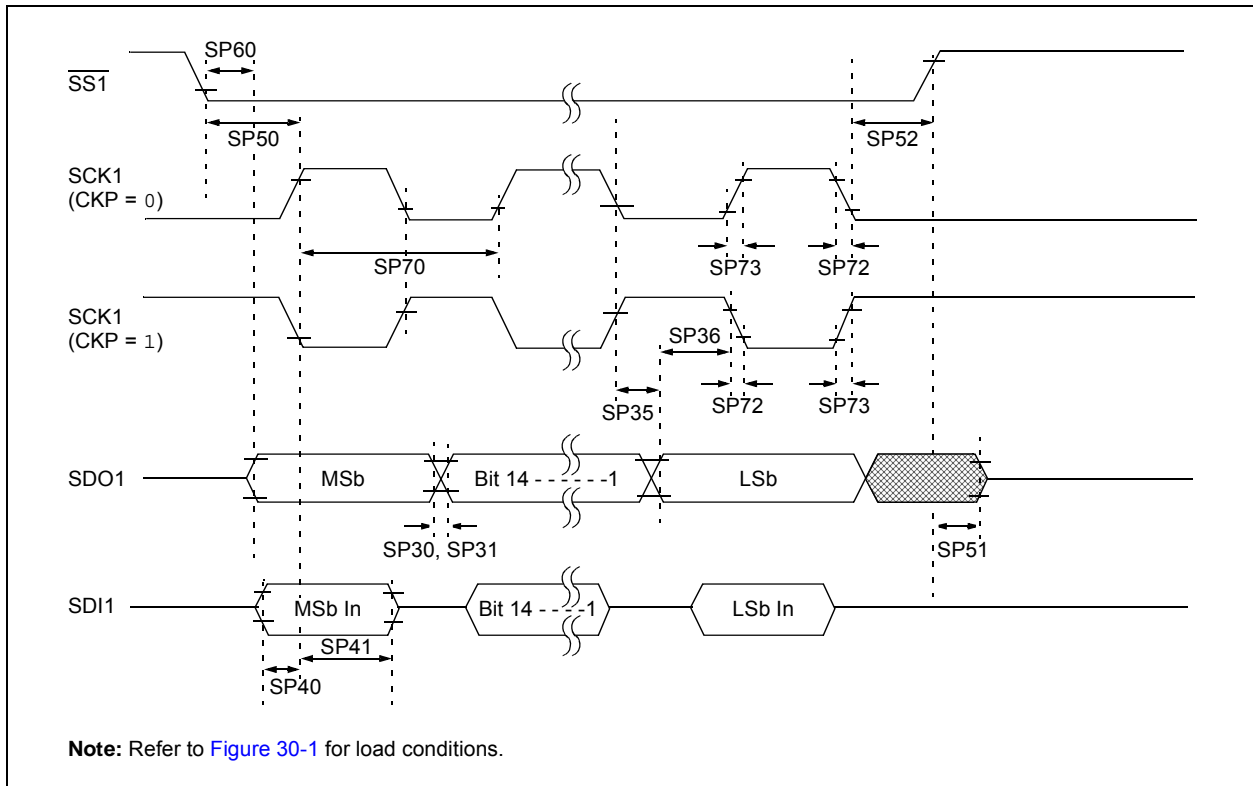 SP60
SS1
SP50
SP52
SCK1
(CKP = 0)
SP70
SP73
SP72
SCK1
(CKP = 1)
SP36
SP35
SP72
SP73
SDO1
MSb
Bit 14 - - - - - -1
LSb
SP30, SP31
SP51
SDI1
MSb In
Bit 14 - - - -1
LSb In
SP41
SP40
Note: Refer to Figure 30-1 for load conditions.